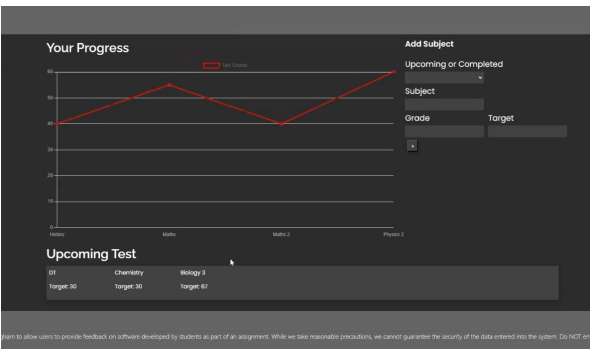 Your Progress
Test Grades
60
50
40
30
20
10
0
History
Maths
Maths 2
Physics 2
Add Subject
Upcoming or Completed
Subject
Grade
Target
+
Upcoming Test
DT
Chemistry
Biology 3
Target: 30
Target: 30
Target: 67
gham to allow users to provide feedback on software developed by students as part of an assignment. While we take reasonable precautions, we cannot guarantee the security of the data entered into the system. Do NOT en